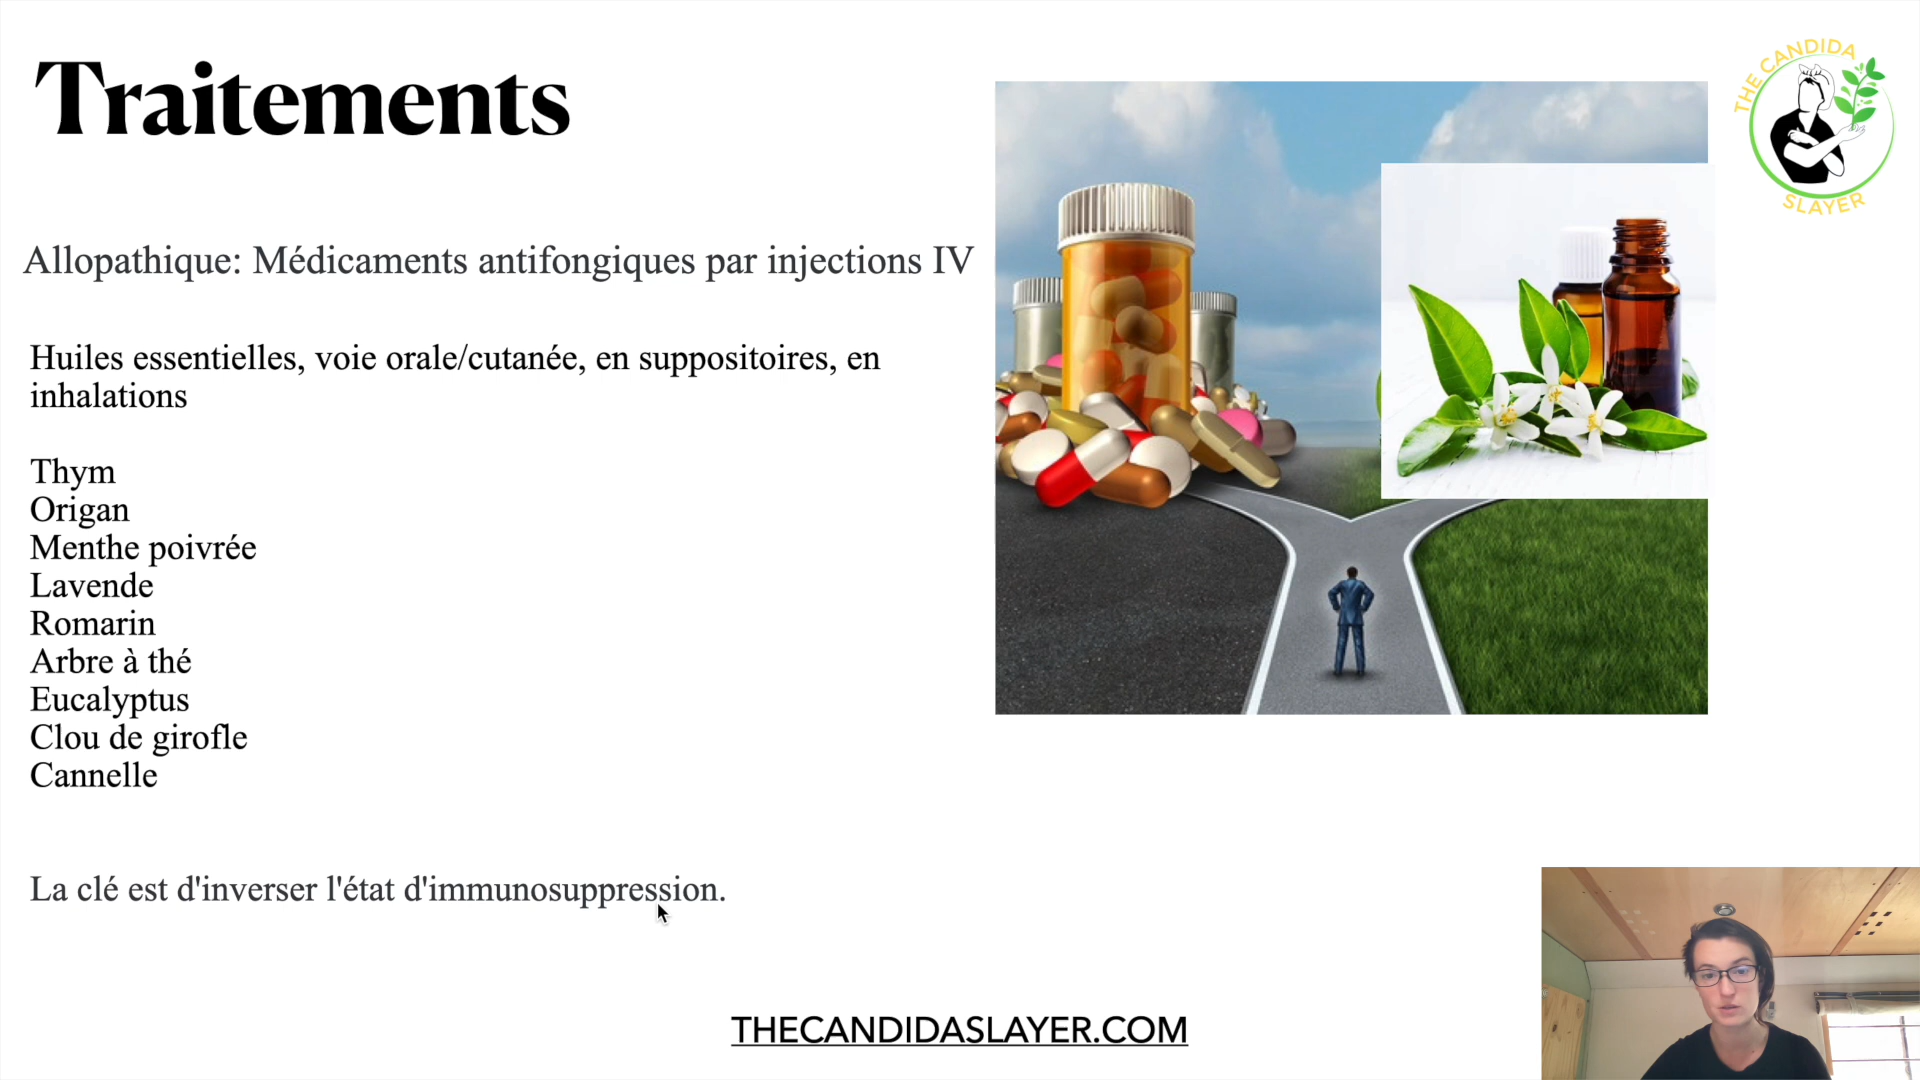 Traitements
THE CANDIDA
SLAYER
Allopathique: Médicaments antifongiques par injections IV
Huiles essentielles, voie orale/cutanée, en suppositoires, en
inhalations
Thym
Origan
Menthe poivrée
Lavende
Romarin
Arbre à thé
Eucalyptus
Clou de girofle
Cannelle
La clé est d'inverser l'état d'immunosuppression.
THECANDIDASLAYER.COM